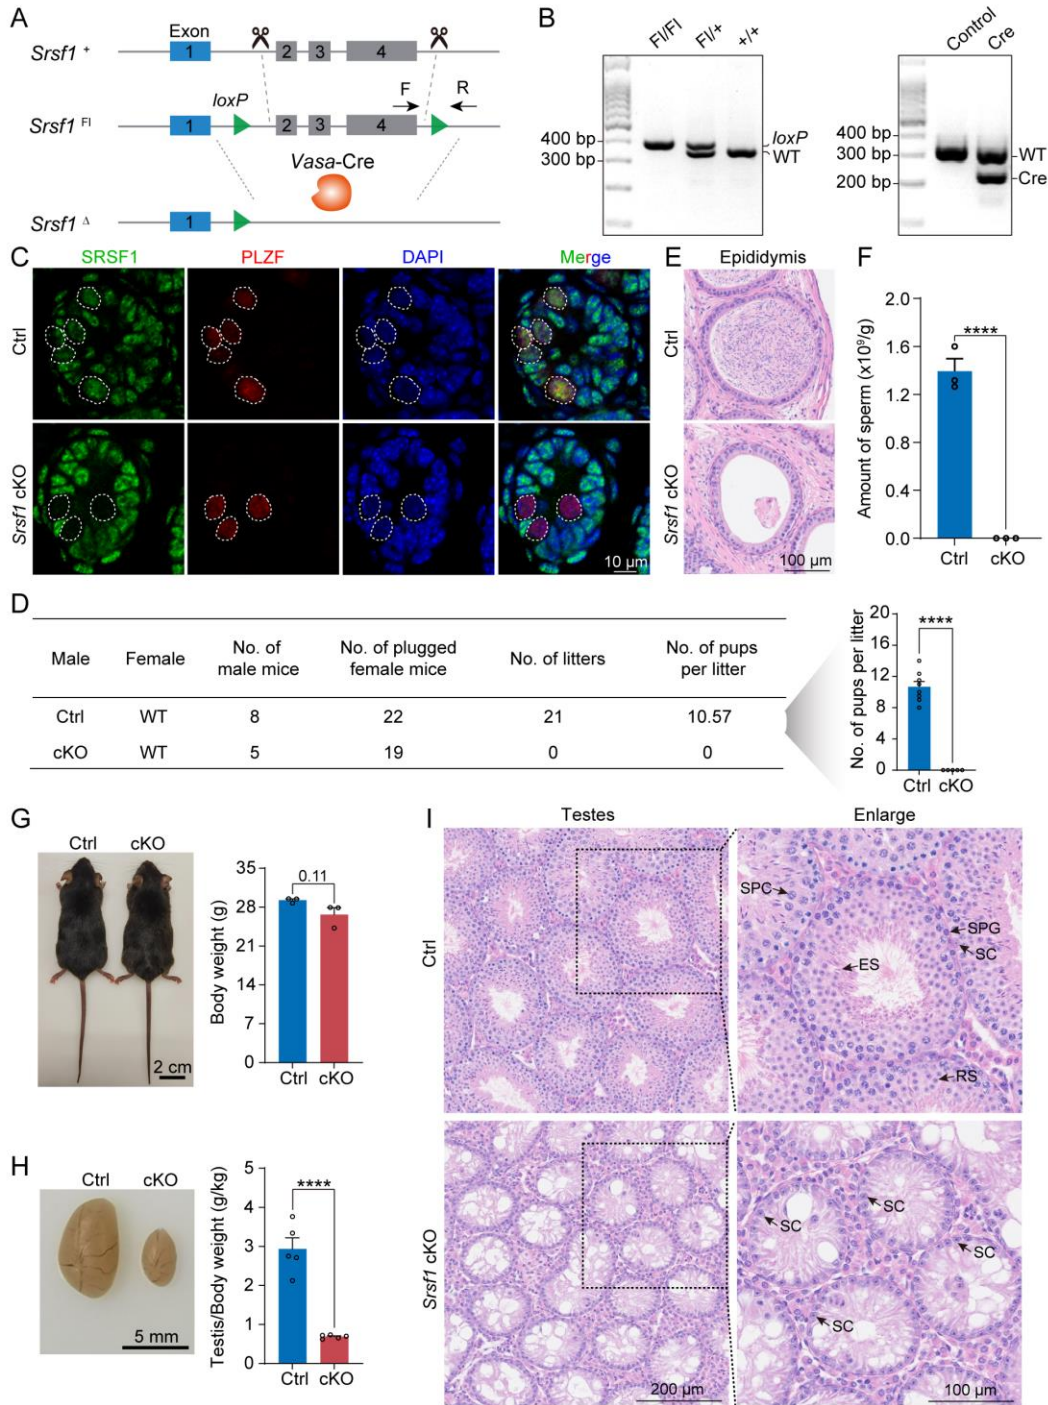 A
Exon
Srsf1 +
1
2
3
4
loxP
F
R
Srsf1 Fl
1
2
3
4
Vasa-Cre
Srsf1 Δ
1
B
Fl/Fl
Fl/+
+/+
400 bp
300 bp
loxP
WT
Control
Cre
400 bp
300 bp
200 bp
WT
Cre
C
SRSF1
PLZF
DAPI
Merge
Ctrl
Srsf1 cKO
10 µm
E
Epididymis
Ctrl
Srsf1 cKO
100 µm
F
Amount of sperm (x10⁹/g)
2.0
1.6
1.2
1.4
0.4
0.0
****
Ctrl
cKO
D
Male Female No. of male mice No. of plugged female mice No. of litters No. of pups per litter
Ctrl WT 8 22 21 10.57
cKO WT 5 19 0 0
No. of pups per litter
20
16
12
8
4
0
****
Ctrl
cKO
G
Ctrl
cKO
2 cm
Body weight (g)
35
28
21
14
7
0
0.11
Ctrl
cKO
H
Ctrl
cKO
5 mm
Testis/Body weight (g/kg)
5
4
3
2
1
0
****
Ctrl
cKO
I
Testes
Enlarge
Ctrl
SPC
SPG
SC
ES
RS
Srsf1 cKO
SC
SC
SC
SC
200 µm
100 µm